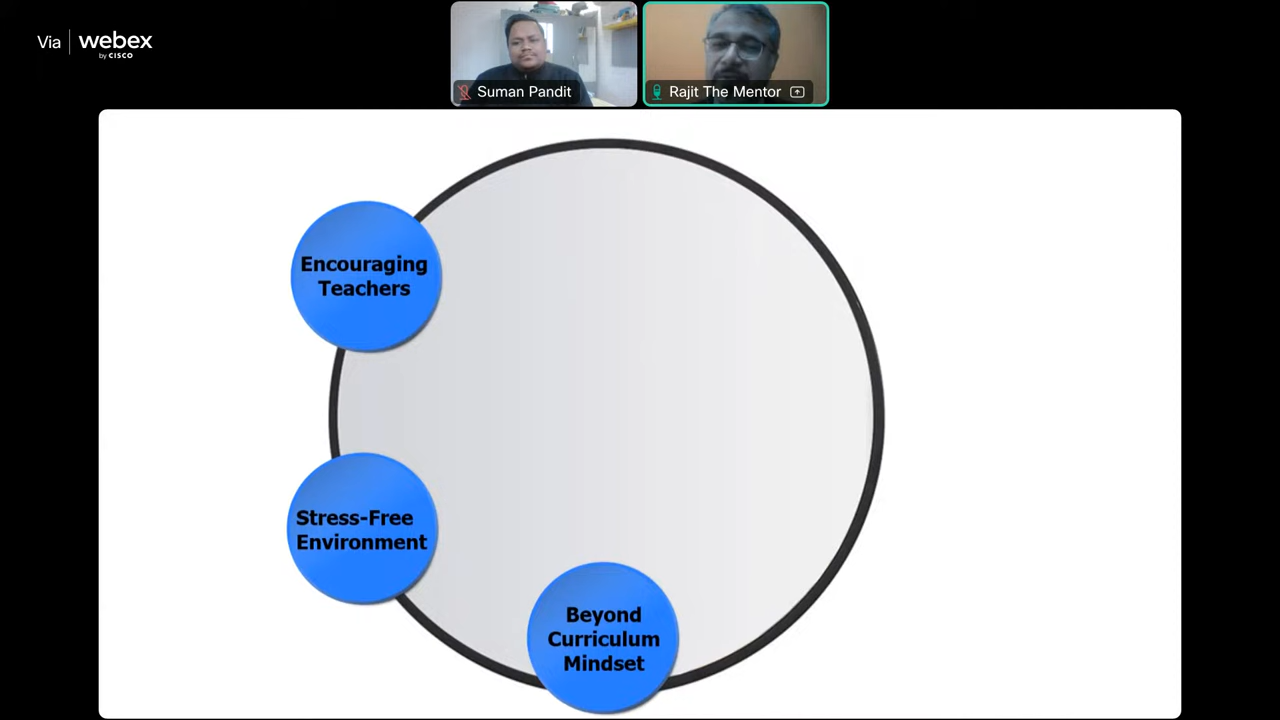 Via webex
by CISCO
Suman Pandit
Rajit The Mentor
Encouraging
Teachers
Stress-Free
Environment
Beyond
Curriculum
Mindset